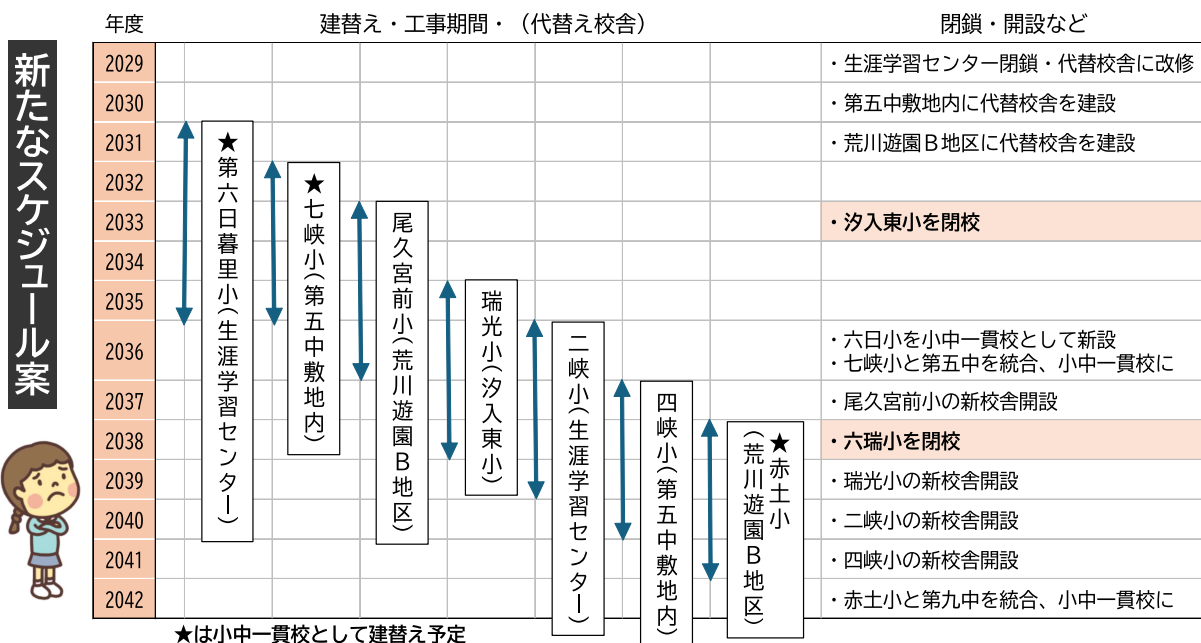 新たなスケジュール案
年度
建替え・工事期間・（代替え校舎）
閉鎖・開設など
2029
・生涯学習センター閉鎖・代替校舎に改修
2030
・第五中敷地内に代替校舎を建設
2031
・荒川遊園B地区に代替校舎を建設
2032
2033
・汐入東小を閉校
2034
2035
2036
・六日小を小中一貫校として新設
・七峡小と第五中を統合、小中一貫校に
2037
・尾久宮前小の新校舎開設
2038
・六瑞小を閉校
2039
・瑞光小の新校舎開設
2040
・二峡小の新校舎開設
2041
・四峡小の新校舎開設
2042
・赤土小と第九中を統合、小中一貫校に
★第六日暮里小（生涯学習センター）
★七峡小（第五中敷地内）
尾久宮前小（荒川遊園B地区）
瑞光小（汐入東小）
二峡小（生涯学習センター）
四峡小（第五中敷地内）
★赤土小
（荒川遊園B地区）
★は小中一貫校として建替え予定